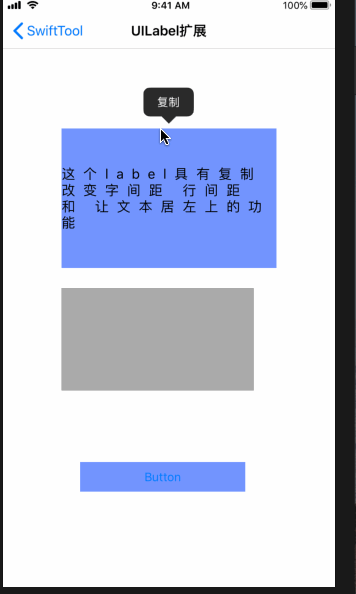 9:41 AM
100%
SwiftTool
UILabel扩展
复制
这个label具有复制
改变字间距 行间距
和 让文本居左上的功
能
Button